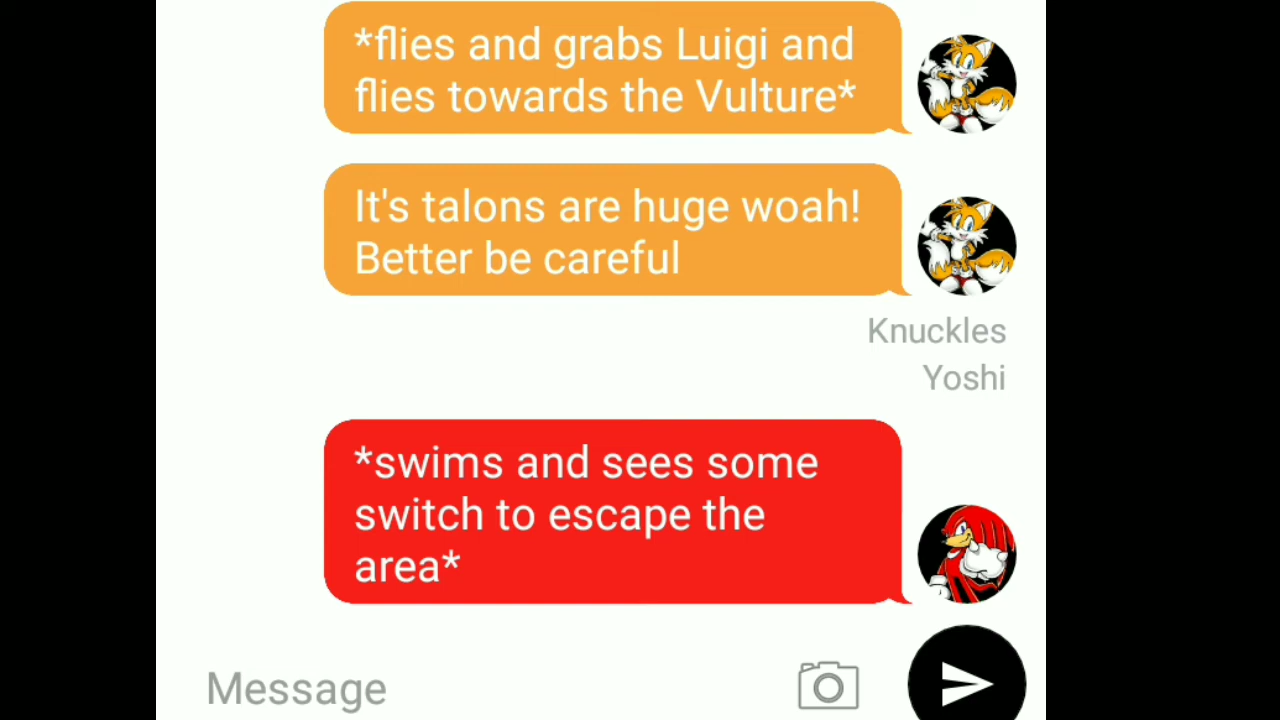 *flies and grabs Luigi and
flies towards the Vulture*
It's talons are huge woah!
Better be careful
Knuckles
Yoshi
*swims and sees some
switch to escape the
area*
Message